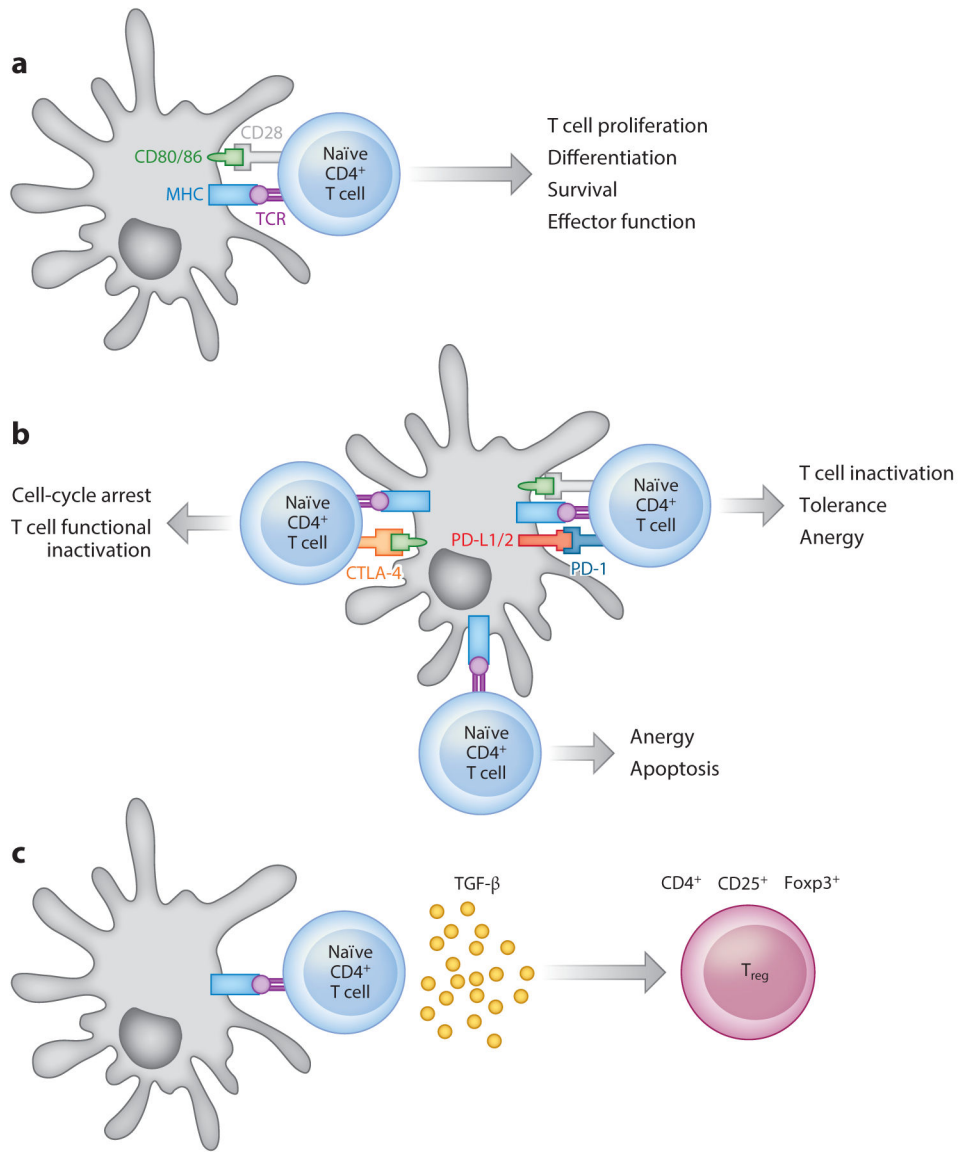 a
CD28
CD80/86
MHC
TCR
Naïve
CD4⁺
T cell
T cell proliferation
Differentiation
Survival
Effector function
b
Cell-cycle arrest
T cell functional
inactivation
Naïve
CD4⁺
T cell
CTLA-4
PD-L1/2
PD-1
Naïve
CD4⁺
T cell
T cell inactivation
Tolerance
Anergy
Naïve
CD4⁺
T cell
Anergy
Apoptosis
c
Naïve
CD4⁺
T cell
TGF-β
CD4⁺ CD25⁺ Foxp3⁺
Treg